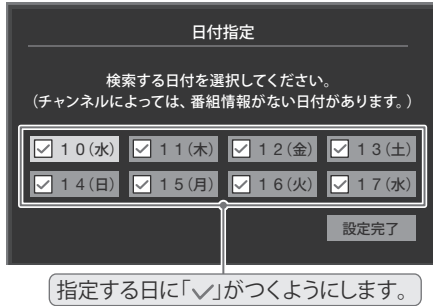 日付指定
検索する日付を選択してください。
(チャンネルによっては、番組情報がない日付があります。)
10(水) 11(木) 12(金) 13(土)
14(日) 15(月) 16(火) 17(水)
設定完了
指定する日に「✓」がつくようにします。